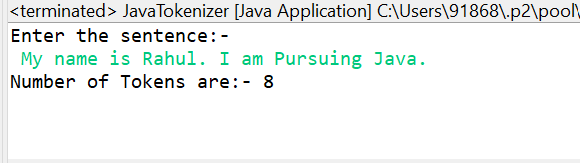 <terminated> JavaTokenizer [Java Application] C:\Users\91868\.p2\pool\
Enter the sentence:-
My name is Rahul. I am Pursuing Java.
Number of Tokens are:- 8